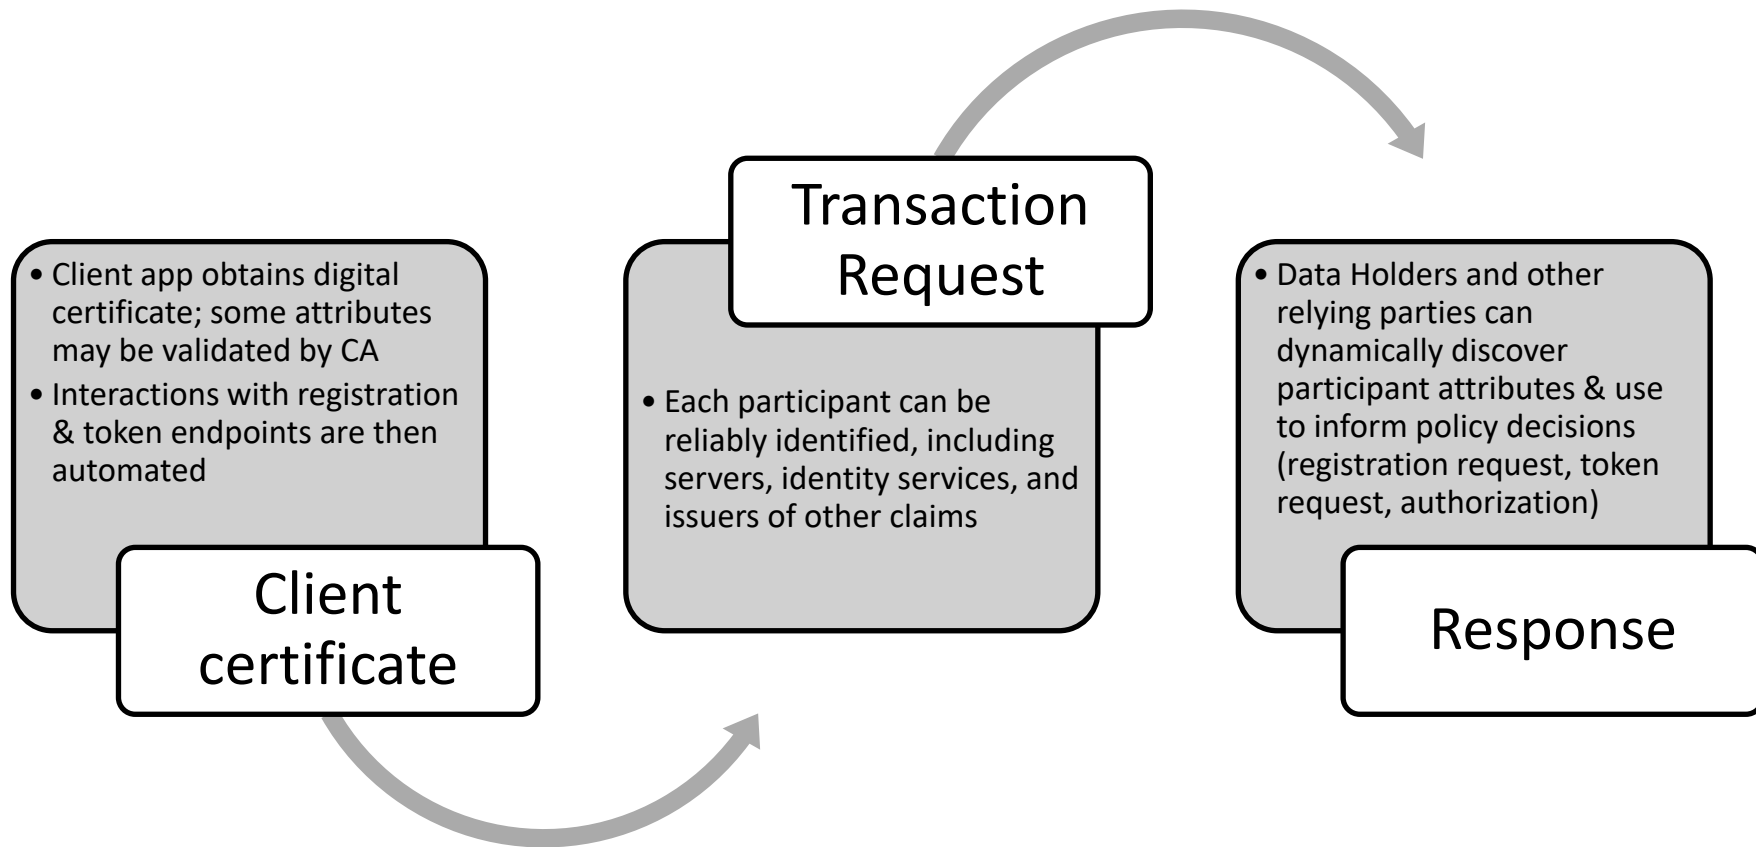 • Client app obtains digital
certificate; some attributes
may be validated by CA
• Interactions with registration
& token endpoints are then
automated
Client
certificate
Transaction
Request
• Each participant can be
reliably identified, including
servers, identity services, and
issuers of other claims
• Data Holders and other
relying parties can
dynamically discover
participant attributes & use
to inform policy decisions
(registration request, token
request, authorization)
Response